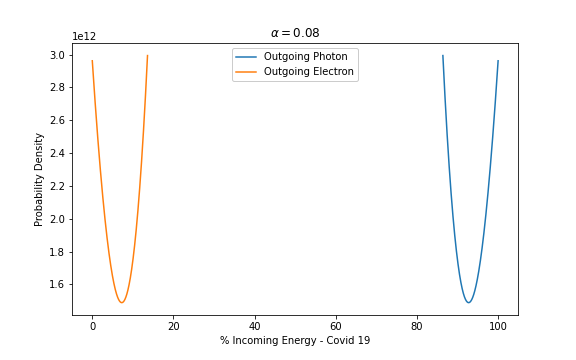 α = 0.08
1e12
Outgoing Photon
Outgoing Electron
Probability Density
3.0
2.8
2.6
2.4
2.2
2.0
1.8
1.6
0 20 40 60 80 100
% Incoming Energy - Covid 19